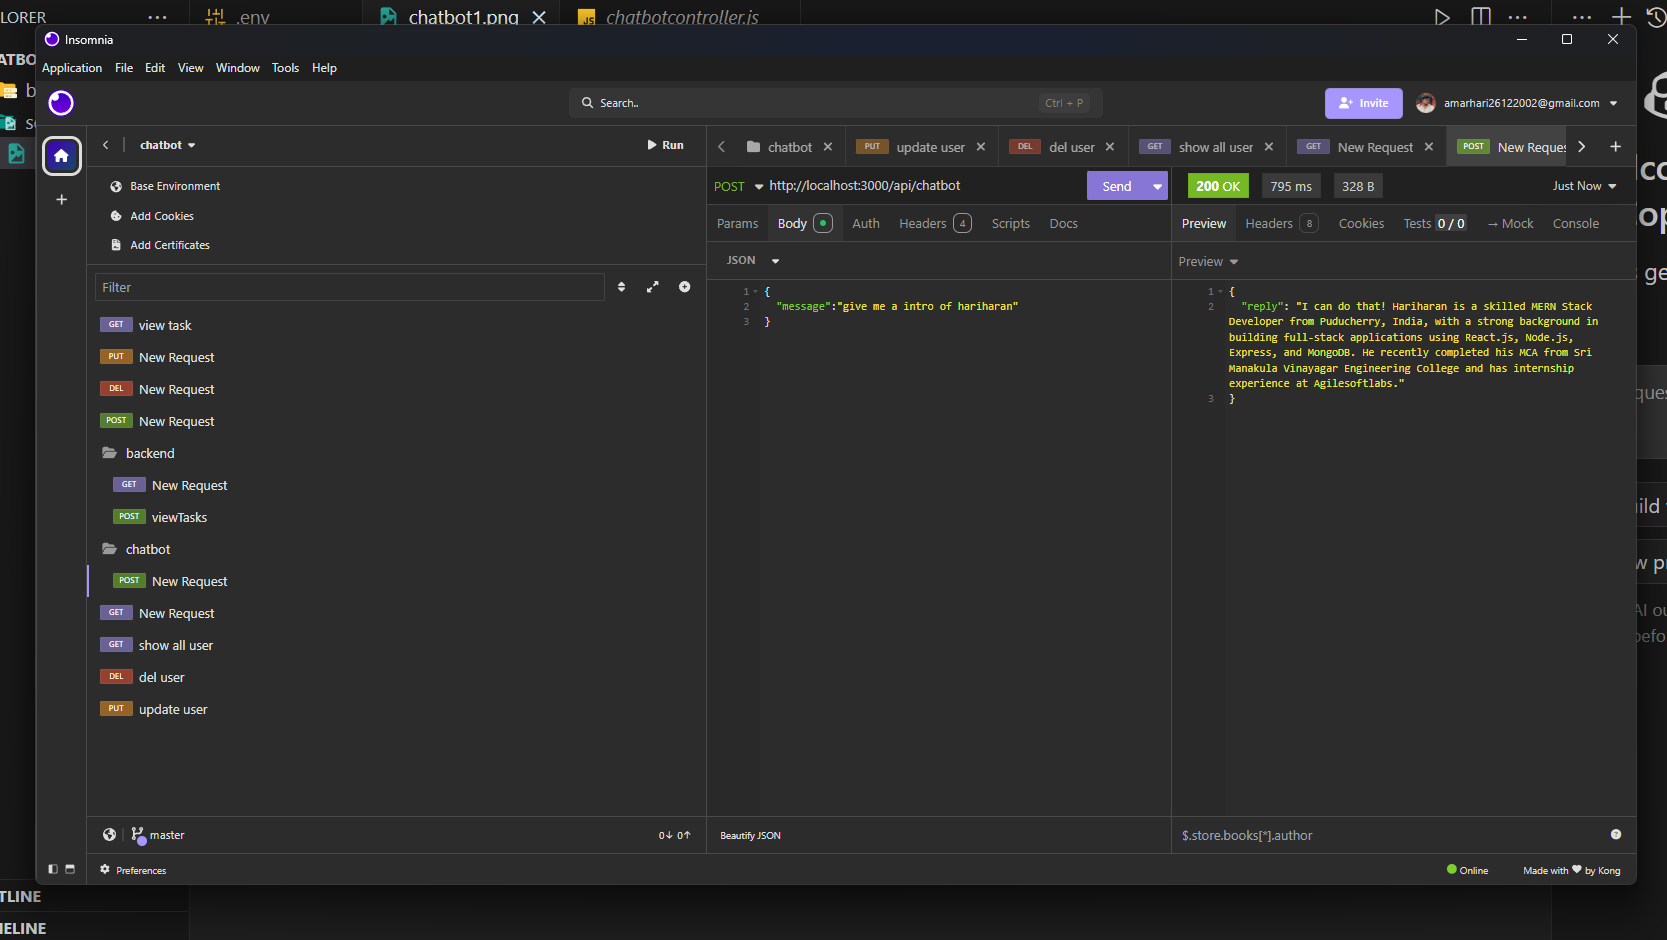 LORER
.env
chatbot1.png
JS chatbotcontroller.js
Insomnia
Application File Edit View Window Tools Help
Search..
Ctrl + P
Invite
amarhari26122002@gmail.com
chatbot
Run
chatbot
PUT update user
DEL del user
GET show all user
GET New Request
POST New Reques
Base Environment
Add Cookies
Add Certificates
POST http://localhost:3000/api/chatbot
Send
200 OK
795 ms
328 B
Just Now
Params Body Auth Headers 4 Scripts Docs
Preview Headers 8 Cookies Tests 0 / 0 → Mock Console
JSON
Preview
Filter
GET view task
PUT New Request
DEL New Request
POST New Request
backend
GET New Request
POST viewTasks
chatbot
POST New Request
GET New Request
GET show all user
DEL del user
PUT update user
1 {
2 "message":"give me a intro of hariharan"
3 }
1 {
2 "reply": "I can do that! Hariharan is a skilled MERN Stack
Developer from Puducherry, India, with a strong background in
building full-stack applications using React.js, Node.js,
Express, and MongoDB. He recently completed his MCA from Sri
Manakula Vinayagar Engineering College and has internship
experience at Agilesoftlabs."
3 }
master
0↓ 0↑
Beautify JSON
$.store.books[*].author
Preferences
Online
Made with ♥ by Kong
TLINE
IELINE